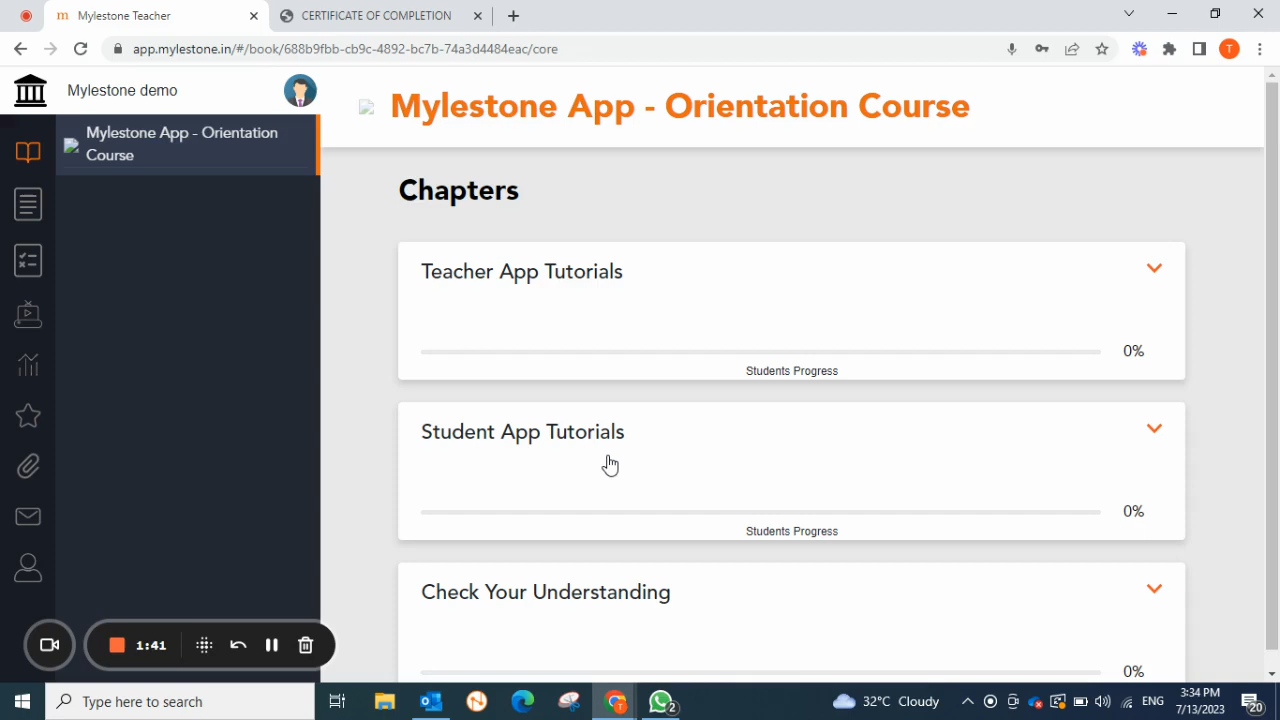 Mylestone Teacher
CERTIFICATE OF COMPLETION
app.mylestone.in/#/book/688b9fbb-cb9c-4892-bc7b-74a3d4484eac/core
T
Mylestone demo
Mylestone App - Orientation
Course
Mylestone App - Orientation Course
Chapters
Teacher App Tutorials
0%
Students Progress
Student App Tutorials
0%
Students Progress
Check Your Understanding
0%
1:41
Type here to search
2
32°C Cloudy
ENG
3:34 PM
7/13/2023
20